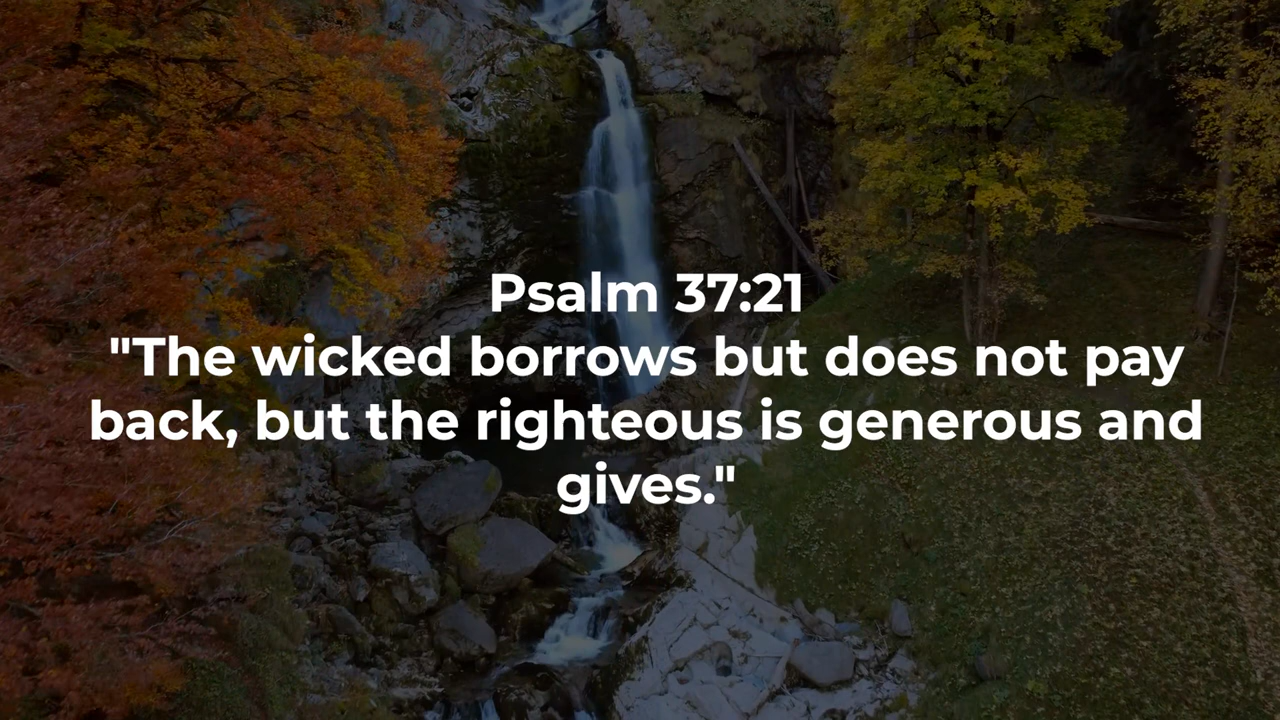 Psalm 37:21
"The wicked borrows but does not pay
back, but the righteous is generous and
gives."